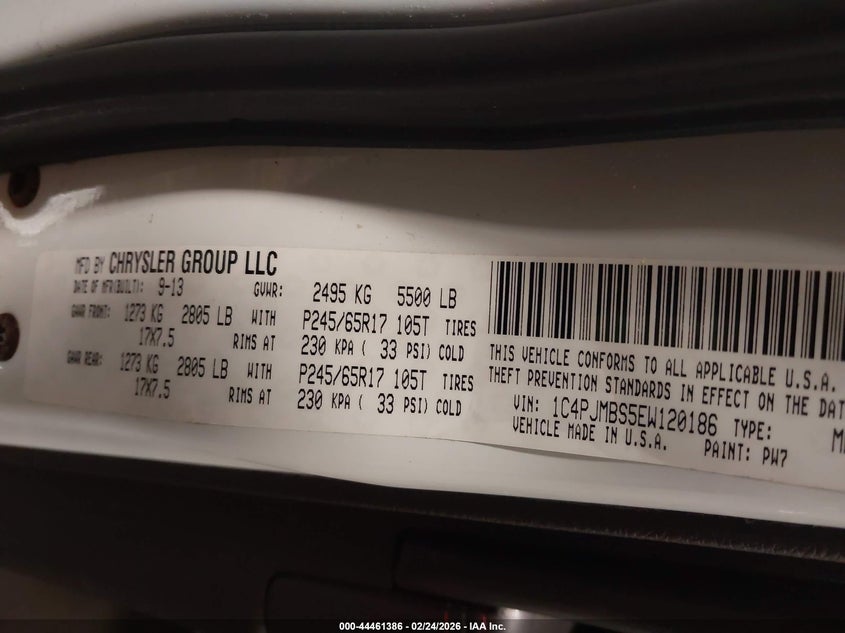 MFD BY CHRYSLER GROUP LLC
DATE OF MFR(BUILT): 9-13 GVWR: 2495 KG 5500 LB
GAWR FRONT: 1273 KG 2805 LB WITH P245/65R17 105T TIRES
17X7.5 RIMS AT 230 KPA ( 33 PSI) COLD
GAWR REAR: 1273 KG 2805 LB WITH P245/65R17 105T TIRES
17X7.5 RIMS AT 230 KPA ( 33 PSI) COLD
THIS VEHICLE CONFORMS TO ALL APPLICABLE U.S.A.
THEFT PREVENTION STANDARDS IN EFFECT ON THE DAT
VIN: 1C4PJMBS5EW120186 TYPE:
VEHICLE MADE IN U.S.A. PAINT: PW7
000-44461386 - 02/24/2026 - IAA Inc.